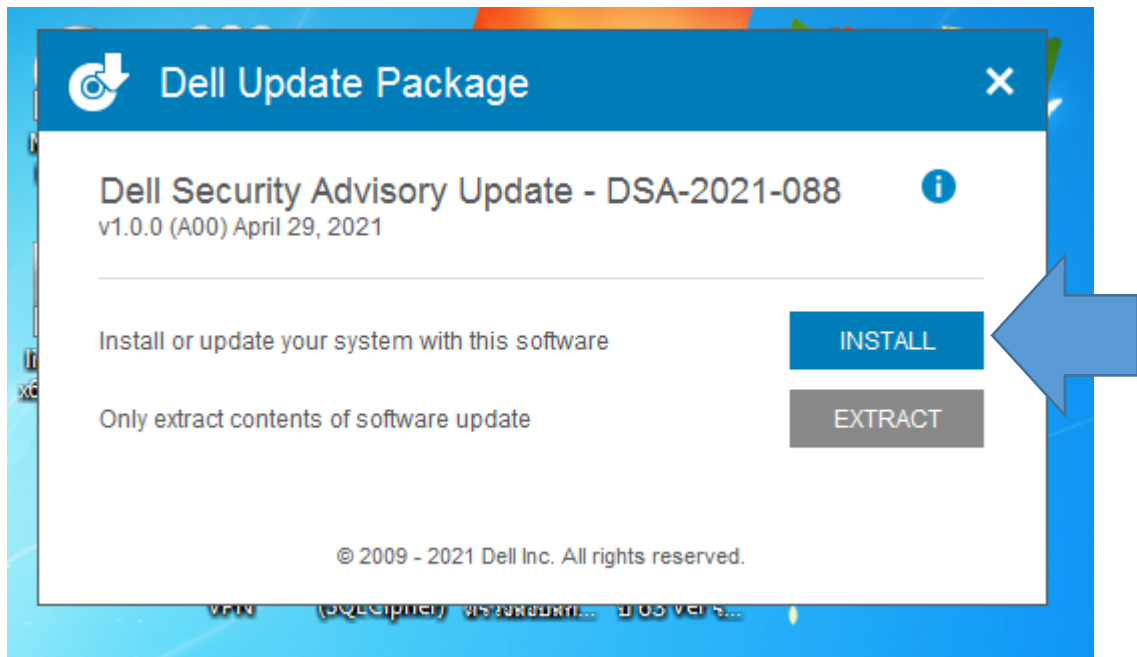 Dell Update Package
Dell Security Advisory Update - DSA-2021-088
v1.0.0 (A00) April 29, 2021
Install or update your system with this software
INSTALL
Only extract contents of software update
EXTRACT
© 2009 - 2021 Dell Inc. All rights reserved.
VPN
(SQLCipher)